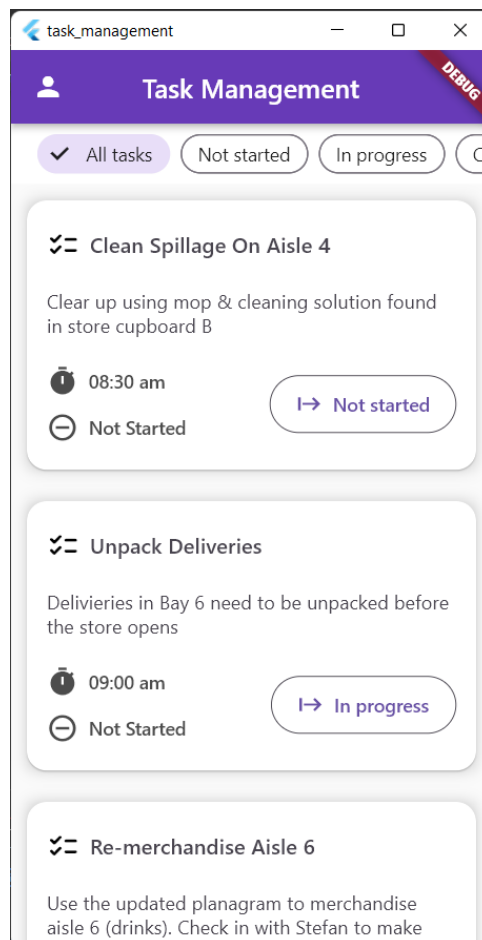 task_management
DEBUG
Task Management
All tasks
Not started
In progress
Clean Spillage On Aisle 4
Clear up using mop & cleaning solution found
in store cupboard B
08:30 am
Not started
Not Started
Unpack Deliveries
Delivieries in Bay 6 need to be unpacked before
the store opens
09:00 am
In progress
Not Started
Re-merchandise Aisle 6
Use the updated planagram to merchandise
aisle 6 (drinks). Check in with Stefan to make